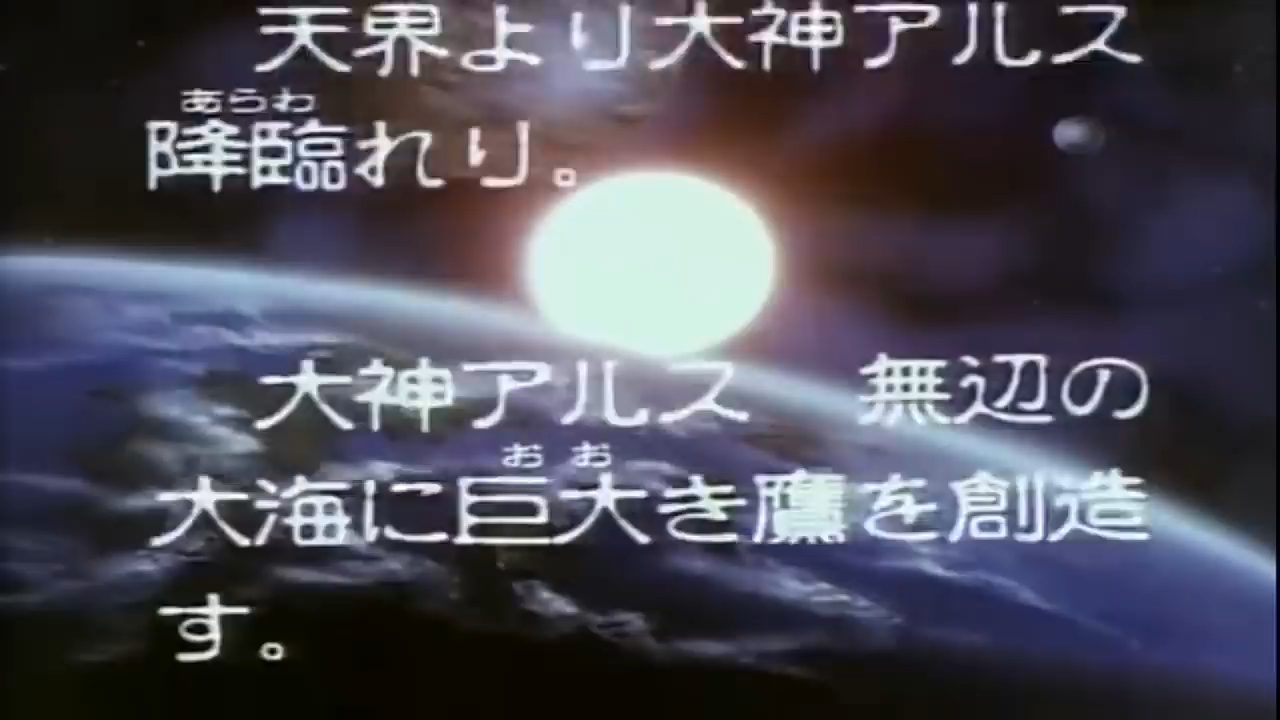 天界より大神アルス
あらわ
降臨れり。
大神アルス　無辺の
おお
大海に巨大き鷹を創造
す。